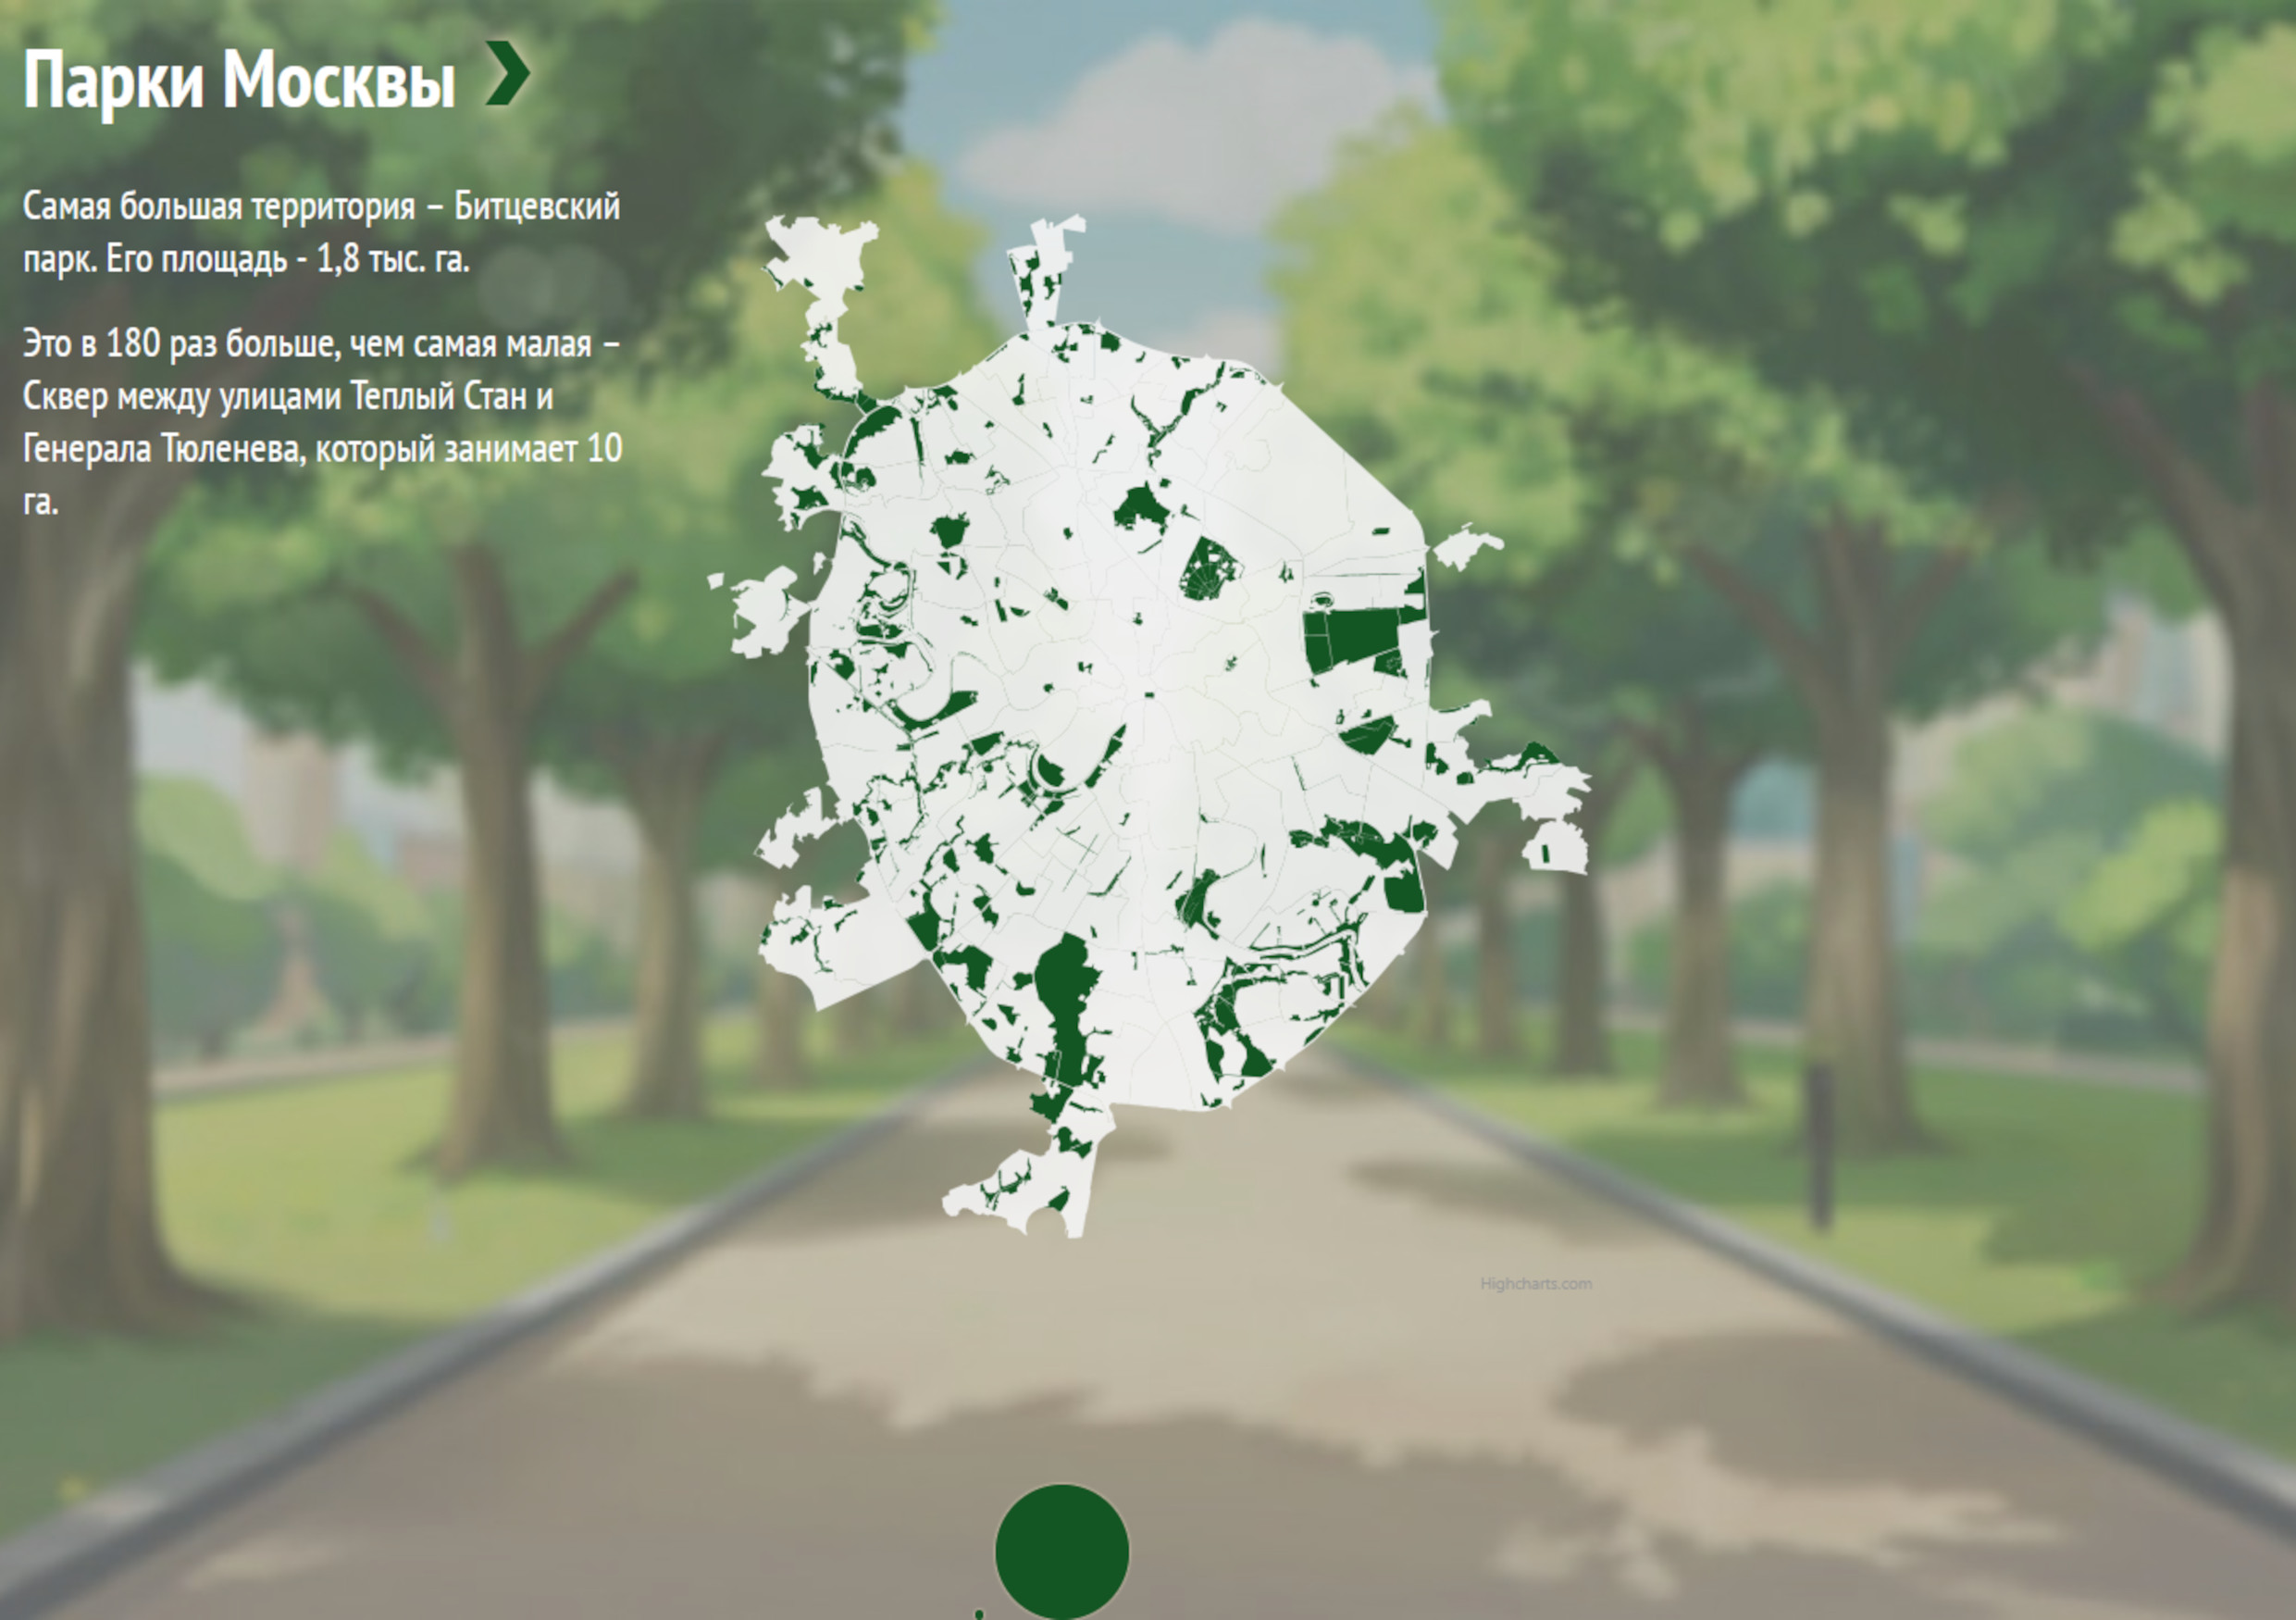 Парки Москвы
Самая большая территория – Битцевский
парк. Его площадь - 1,8 тыс. га.
Это в 180 раз больше, чем самая малая –
Сквер между улицами Теплый Стан и
Генерала Тюленева, который занимает 10
га.
Highcharts.com